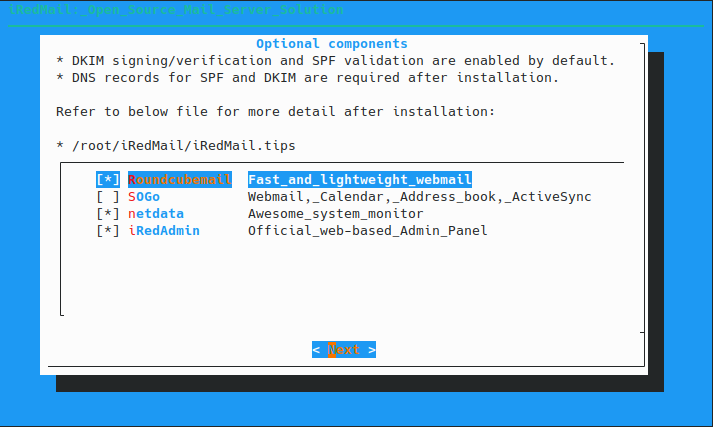 iRedMail:_Open_Source_Mail_Server_Solution
Optional components
* DKIM signing/verification and SPF validation are enabled by default.
* DNS records for SPF and DKIM are required after installation.
Refer to below file for more detail after installation:
* /root/iRedMail/iRedMail.tips
[*] Roundcubemail Fast_and_lightweight_webmail
[ ] SOGo Webmail,_Calendar,_Address_book,_ActiveSync
[*] netdata Awesome_system_monitor
[*] iRedAdmin Official_web-based_Admin_Panel
< Next >